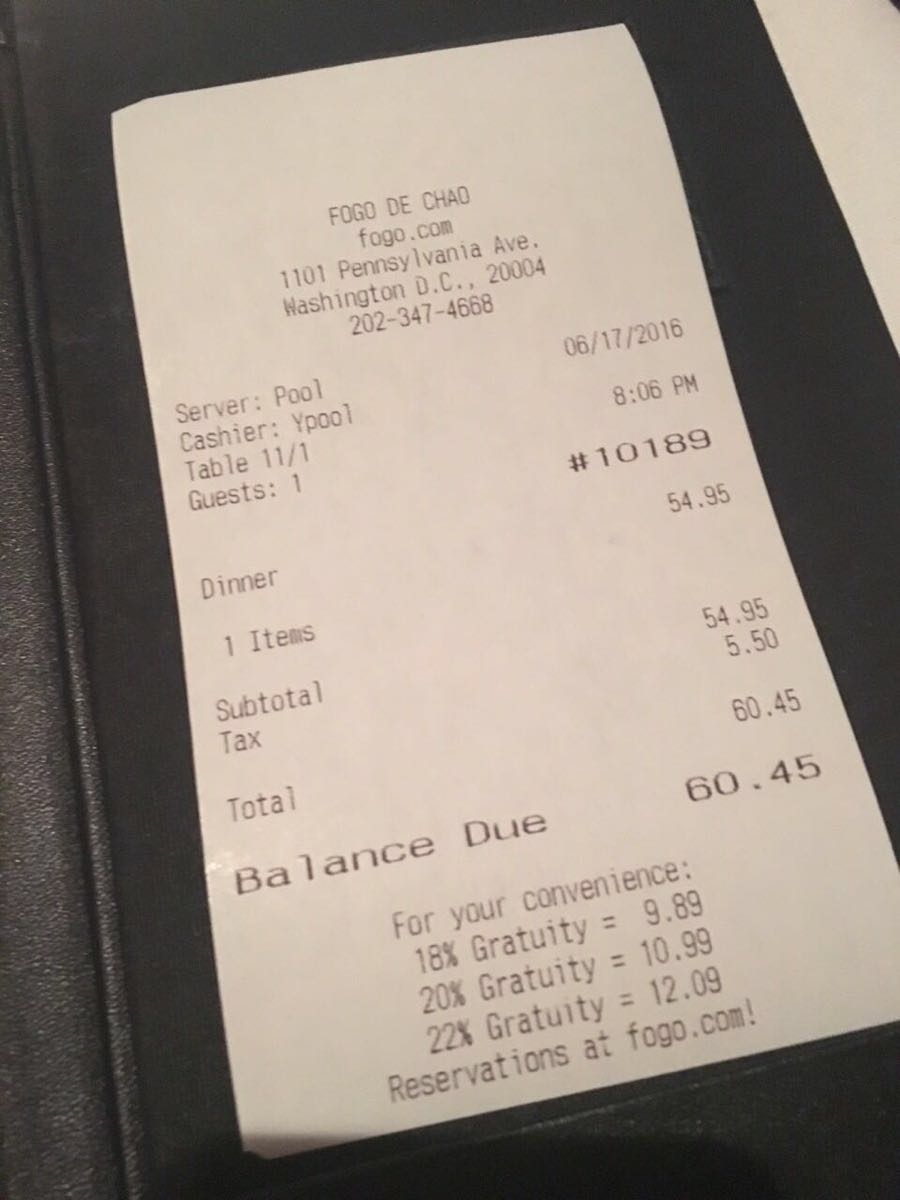 FOGO DE CHAO
fogo.com
1101 Pennsylvania Ave.
Washington D.C., 20004
202-347-4668
06/17/2016
Server: Pool
8:06 PM
Cashier: Ypool
Table 11/1
#10189
Guests: 1
54.95
Dinner
1 Items
54.95
Subtotal
5.50
Tax
60.45
Total
Balance Due 60.45
For your convenience:
18% Gratuity = 9.89
20% Gratuity = 10.99
22% Gratuity = 12.09
Reservations at fogo.com!